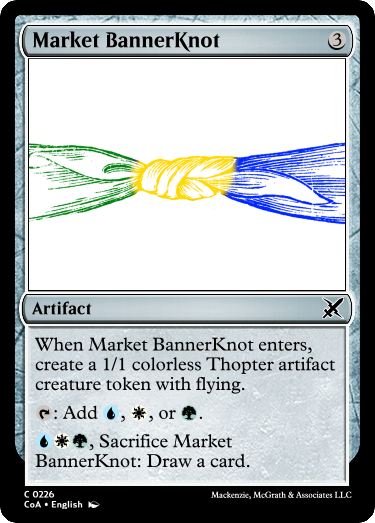 Market BannerKnot 3
Artifact
When Market BannerKnot enters,
create a 1/1 colorless Thopter artifact
creature token with flying.
: Add , , or .
, Sacrifice Market
BannerKnot: Draw a card.
C 0226
CoA • English
Mackenzie, McGrath & Associates LLC